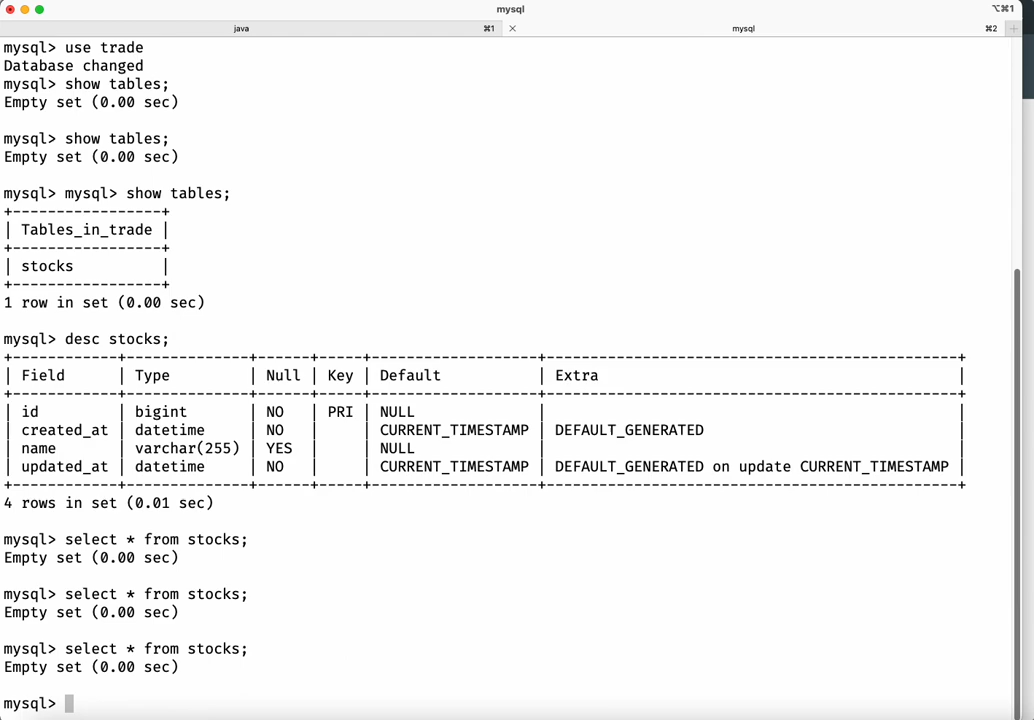 mysql
⌥⌘1
java ⌘1 × mysql ⌘2 +
mysql> use trade
Database changed
mysql> show tables;
Empty set (0.00 sec)
mysql> show tables;
Empty set (0.00 sec)
mysql> mysql> show tables;
+-----------------+
| Tables_in_trade |
+-----------------+
| stocks          |
+-----------------+
1 row in set (0.00 sec)
mysql> desc stocks;
+------------+--------------+------+-----+-------------------+-----------------------------------------------+
| Field      | Type         | Null | Key | Default           | Extra                                         |
+------------+--------------+------+-----+-------------------+-----------------------------------------------+
| id         | bigint       | NO   | PRI | NULL              |                                               |
| created_at | datetime     | NO   |     | CURRENT_TIMESTAMP | DEFAULT_GENERATED                             |
| name       | varchar(255) | YES  |     | NULL              |                                               |
| updated_at | datetime     | NO   |     | CURRENT_TIMESTAMP | DEFAULT_GENERATED on update CURRENT_TIMESTAMP |
+------------+--------------+------+-----+-------------------+-----------------------------------------------+
4 rows in set (0.01 sec)
mysql> select * from stocks;
Empty set (0.00 sec)
mysql> select * from stocks;
Empty set (0.00 sec)
mysql> select * from stocks;
Empty set (0.00 sec)
mysql>